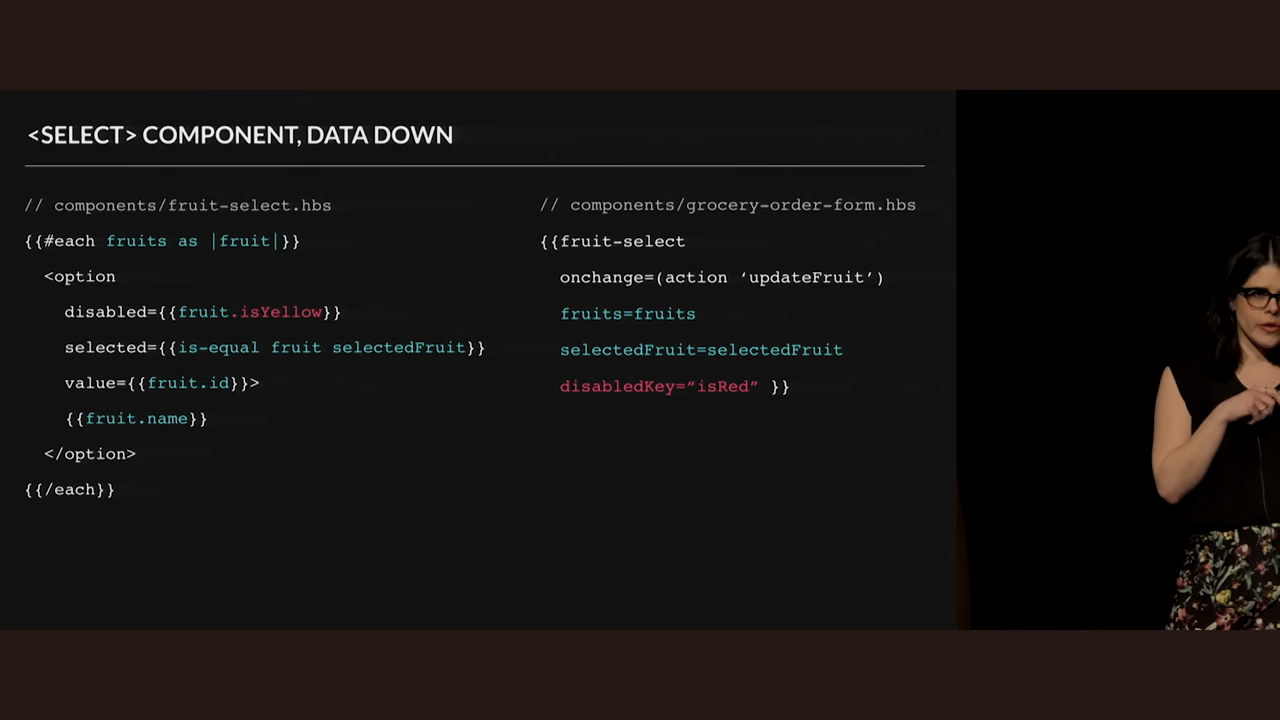 <SELECT> COMPONENT, DATA DOWN
// components/fruit-select.hbs
{{#each fruits as |fruit|}}
<option
disabled={{fruit.isYellow}}
selected={{is-equal fruit selectedFruit}}
value={{fruit.id}}>
{{fruit.name}}
</option>
{{/each}}
// components/grocery-order-form.hbs
{{fruit-select
onchange=(action ‘updateFruit’)
fruits=fruits
selectedFruit=selectedFruit
disabledKey=“isRed” }}